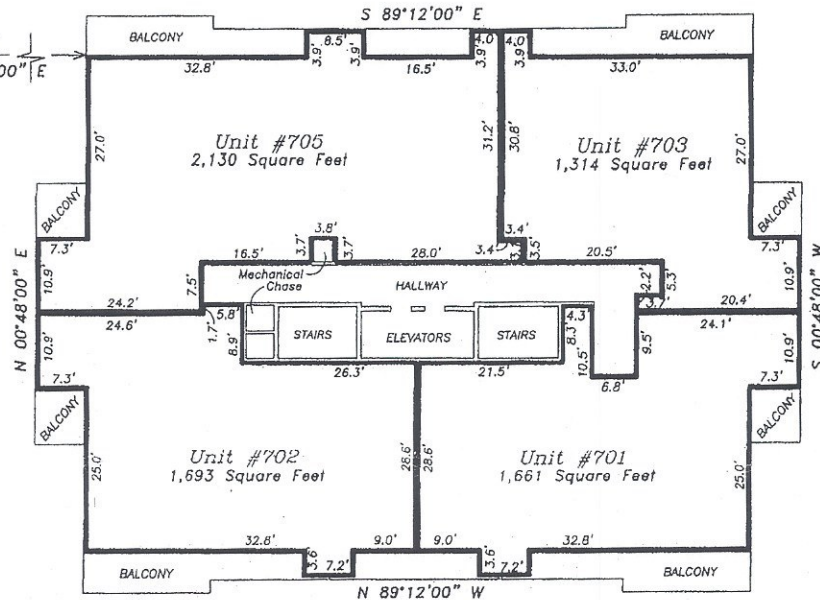 S 89°12'00" E
BALCONY
BALCONY
00" E
8.5'
3.9'
3.9'
4.0'
3.9'
4.0'
3.9'
32.8'
16.5'
33.0'
27.0'
31.2'
30.8'
27.0'
Unit #705
2,130 Square Feet
Unit #703
1,314 Square Feet
BALCONY
BALCONY
7.3'
3.8'
3.7'
3.7'
3.4'
3.4'
3.5'
7.3'
16.5'
28.0'
20.5'
10.9'
7.5'
Mechanical
Chase
HALLWAY
2.2'
5.3'
10.9'
N 00°48'00" E
S 00°48'00" W
24.2'
3.7'
20.4'
24.6'
5.8'
4.3'
24.1'
1.7'
8.9'
STAIRS
ELEVATORS
STAIRS
8.3'
10.5'
9.5'
10.9'
10.9'
26.3'
21.5'
6.8'
7.3'
7.3'
BALCONY
BALCONY
Unit #702
1,693 Square Feet
Unit #701
1,661 Square Feet
25.0'
28.6'
28.6'
25.0'
32.8'
9.0'
9.0'
32.8'
3.6'
3.6'
7.2'
7.2'
BALCONY
BALCONY
N 89°12'00" W